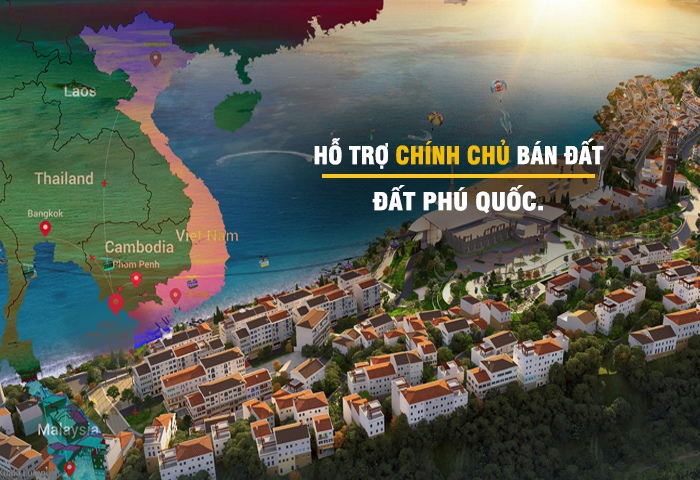 Laos
HỖ TRỢ CHÍNH CHỦ BÁN ĐẤT
Thailand
ĐẤT PHÚ QUỐC.
Bangkok
Viet Nam
Cambodia
Phom Penh
Malaysia